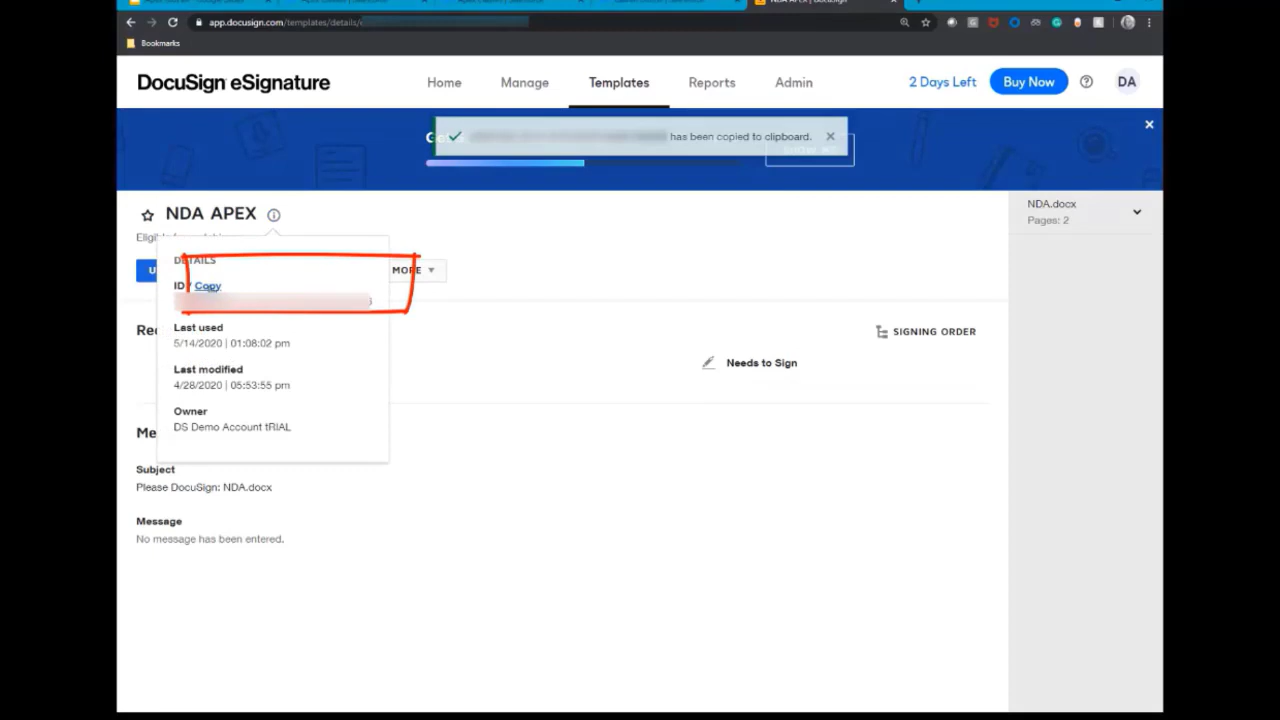 app.docusign.com/templates/details/
Bookmarks
DocuSign eSignature
Home
Manage
Templates
Reports
Admin
2 Days Left
Buy Now
DA
has been copied to clipboard.
NDA APEX
NDA.docx
Pages: 2
DETAILS
MORE
ID / Copy
Last used
5/14/2020 | 01:08:02 pm
SIGNING ORDER
Needs to Sign
Last modified
4/28/2020 | 05:53:55 pm
Owner
DS Demo Account tRIAL
Subject
Please DocuSign: NDA.docx
Message
No message has been entered.